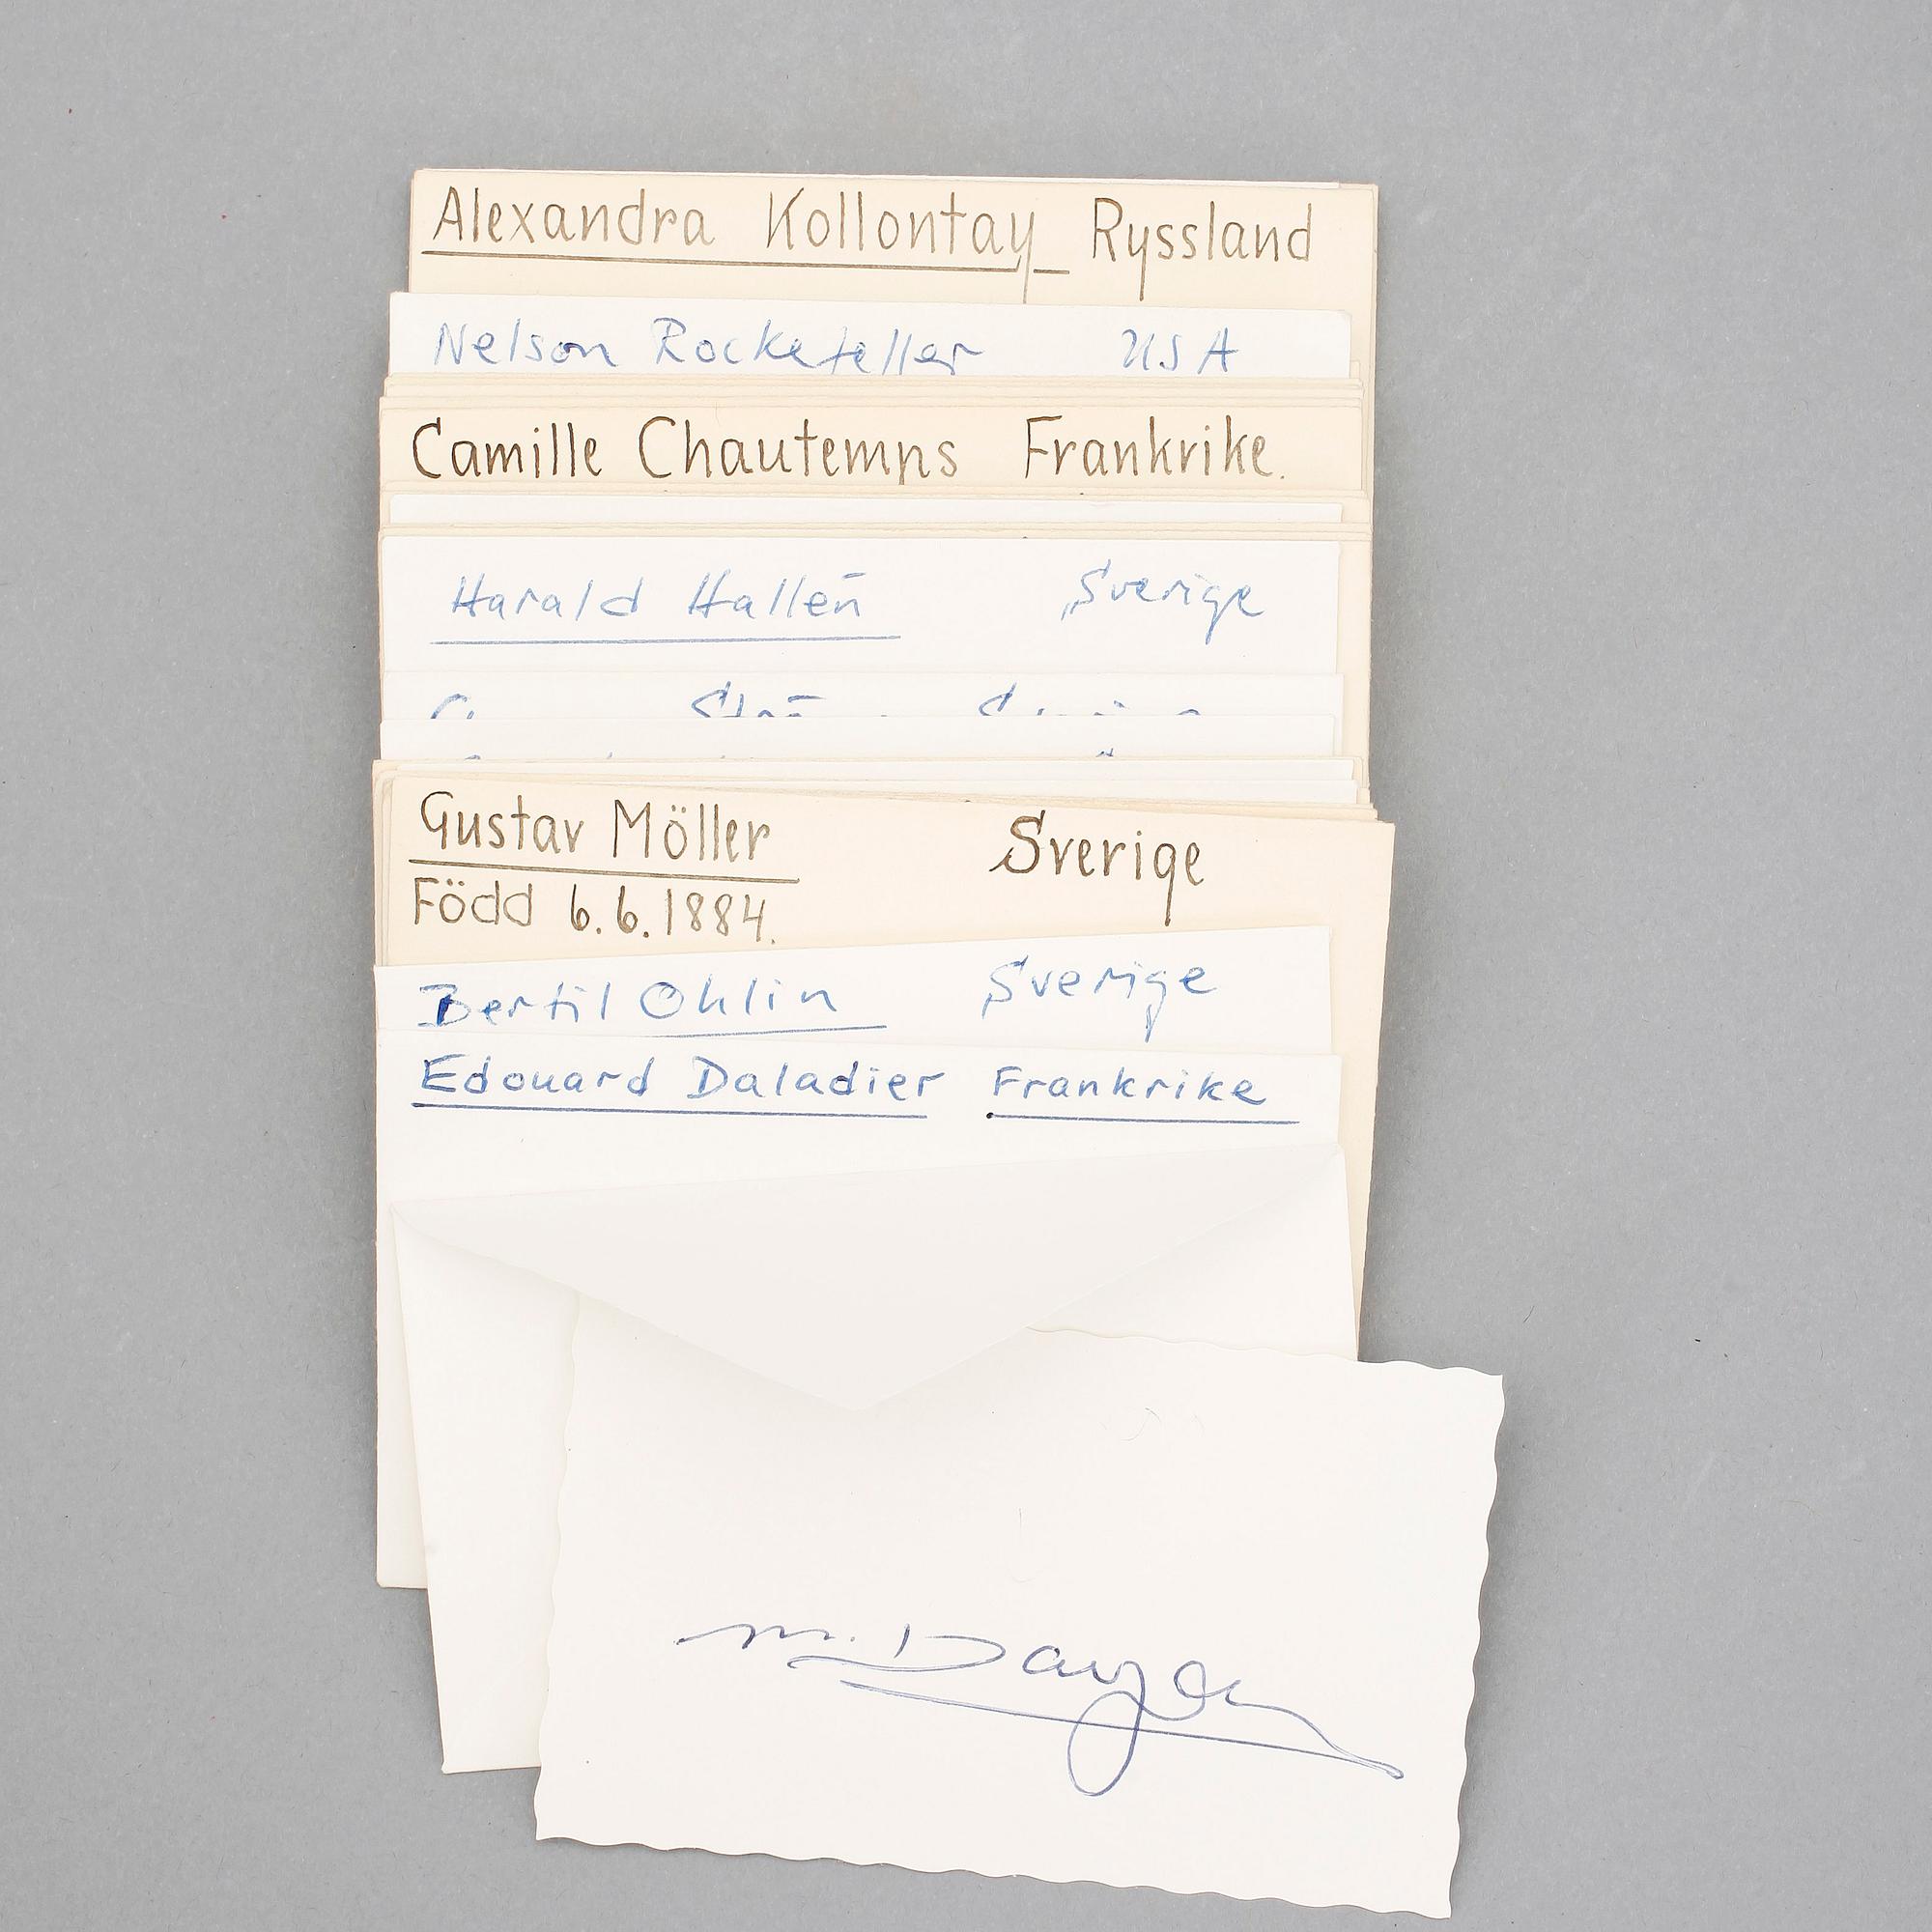 Alexandra Kollontay Ryssland
Nelson Rockefeller USA
Camille Chautemps Frankrike.
Harald Hallén Sverige
Gustav Möller Sverige
Född 6.6.1884.
Bertil Ohlin Sverige
Edouard Daladier Frankrike
M. Dayan